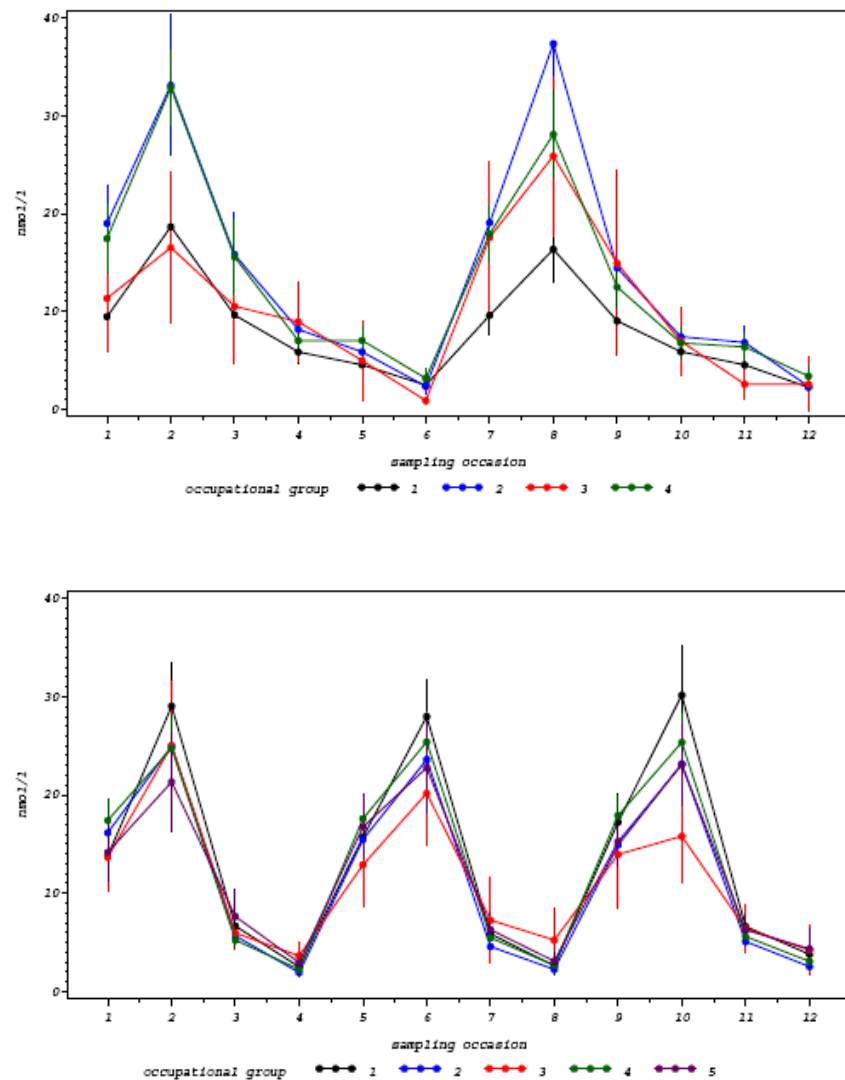 40
30
nmol/l
20
10
0
1 2 3 4 5 6 7 8 9 10 11 12
sampling occasion
occupational group 1 2 3 4
40
30
nmol/l
20
10
0
1 2 3 4 5 6 7 8 9 10 11 12
sampling occasion
occupational group 1 2 3 4 5